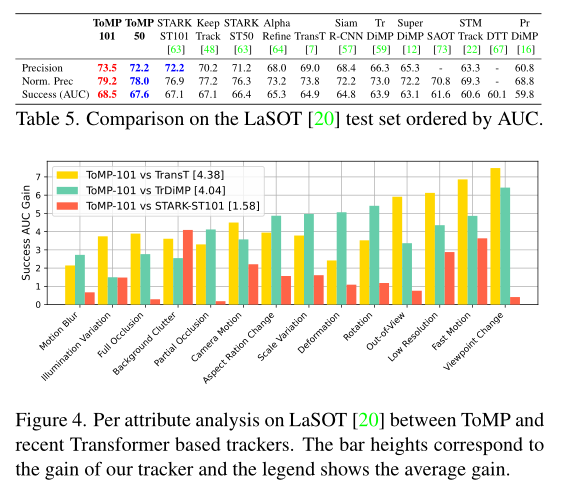 ToMP ToMP STARK Keep STARK Alpha Siam Tr Super STM Pr
101 50 ST101 Track ST50 Refine TransT R-CNN DiMP DiMP SAOT Track DTT DiMP
[63] [48] [63] [64] [7] [57] [59] [12] [73] [22] [67] [16]
Precision 73.5 72.2 72.2 70.2 71.2 68.0 69.0 68.4 66.3 65.3 - 63.3 - 60.8
Norm. Prec 79.2 78.0 76.9 77.2 76.3 73.2 73.8 72.2 73.0 72.2 70.8 69.3 - 68.8
Success (AUC) 68.5 67.6 67.1 67.1 66.4 65.3 64.9 64.8 63.9 63.1 61.6 60.6 60.1 59.8
Table 5. Comparison on the LaSOT [20] test set ordered by AUC.
Success AUC Gain
7
6
5
4
3
2
1
0
ToMP-101 vs TransT [4.38]
ToMP-101 vs TrDiMP [4.04]
ToMP-101 vs STARK-ST101 [1.58]
Motion Blur
Illumination Variation
Full Occlusion
Background Clutter
Partial Occlusion
Camera Motion
Aspect Ration Change
Scale Variation
Deformation
Rotation
Out-of-View
Low Resolution
Fast Motion
Viewpoint Change
Figure 4. Per attribute analysis on LaSOT [20] between ToMP and
recent Transformer based trackers. The bar heights correspond to
the gain of our tracker and the legend shows the average gain.